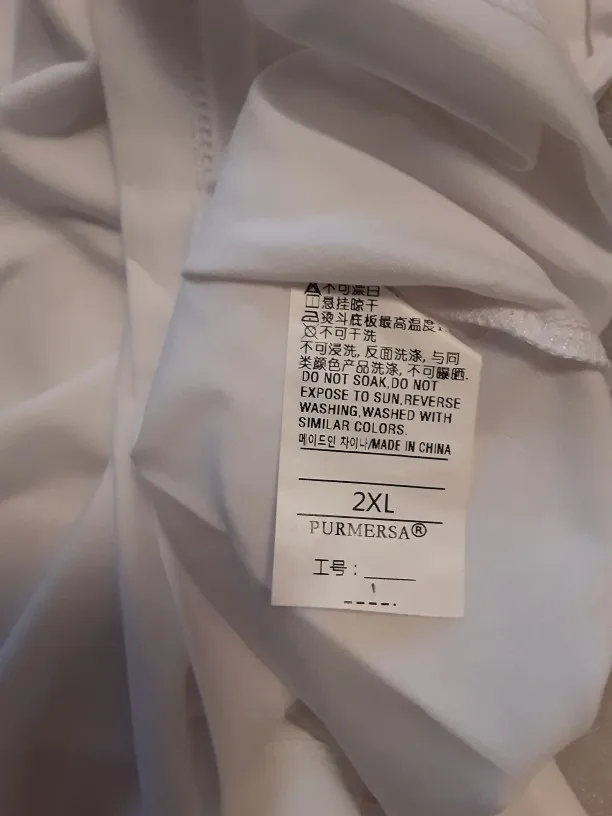 不可漂白
悬挂晾干
烫斗底板最高温度
不可干洗
不可浸洗, 反面洗涤, 与同
类颜色产品洗涤, 不可曝晒.
DO NOT SOAK,DO NOT
EXPOSE TO SUN,REVERSE
WASHING,WASHED WITH
SIMILAR COLORS.
메이드인 차이나/MADE IN CHINA
2XL
PURMERSA®
工号：